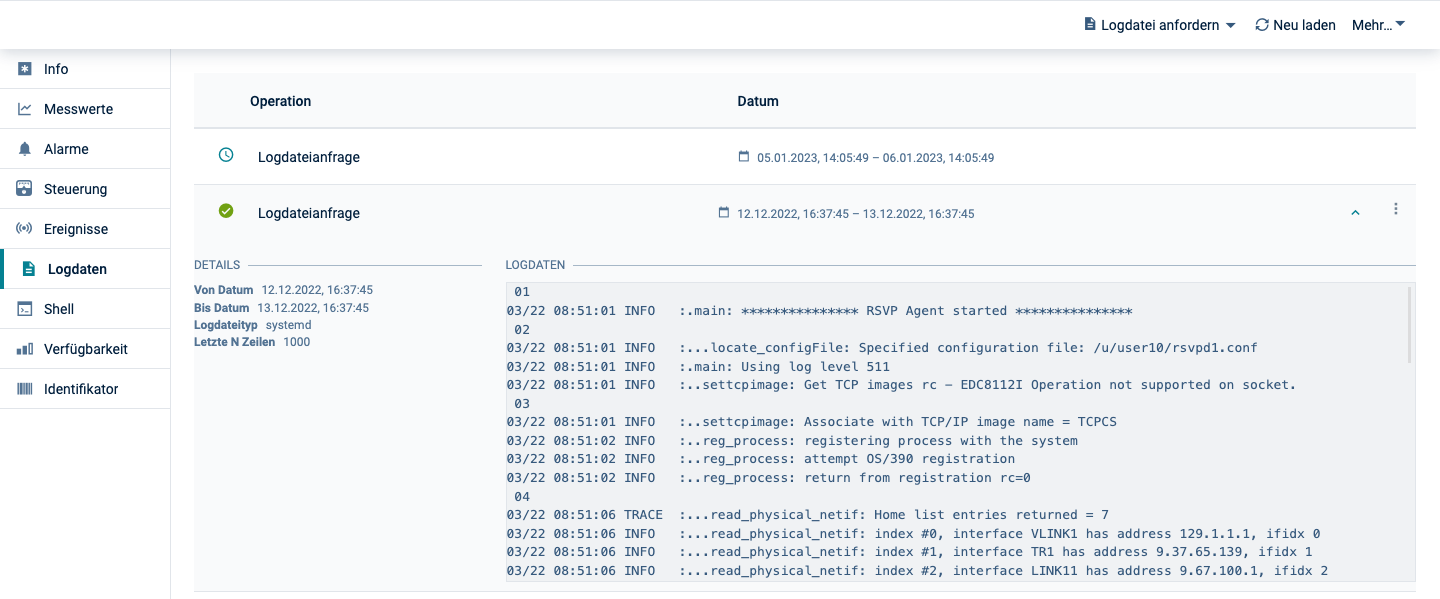 Logdatei anfordern Neu laden Mehr...
Info
Messwerte
Alarme
Steuerung
Ereignisse
Logdaten
Shell
Verfügbarkeit
Identifikator
Operation Datum
Logdateianfrage 05.01.2023, 14:05:49 – 06.01.2023, 14:05:49
Logdateianfrage 12.12.2022, 16:37:45 – 13.12.2022, 16:37:45
DETAILS
Von Datum 12.12.2022, 16:37:45
Bis Datum 13.12.2022, 16:37:45
Logdateityp systemd
Letzte N Zeilen 1000
LOGDATEN
01
03/22 08:51:01 INFO :.main: *************** RSVP Agent started ***************
02
03/22 08:51:01 INFO :...locate_configFile: Specified configuration file: /u/user10/rsvpd1.conf
03/22 08:51:01 INFO :.main: Using log level 511
03/22 08:51:01 INFO :..settcpimage: Get TCP images rc – EDC8112I Operation not supported on socket.
03
03/22 08:51:01 INFO :..settcpimage: Associate with TCP/IP image name = TCPCS
03/22 08:51:02 INFO :..reg_process: registering process with the system
03/22 08:51:02 INFO :..reg_process: attempt OS/390 registration
03/22 08:51:02 INFO :..reg_process: return from registration rc=0
04
03/22 08:51:06 TRACE :...read_physical_netif: Home list entries returned = 7
03/22 08:51:06 INFO :...read_physical_netif: index #0, interface VLINK1 has address 129.1.1.1, ifidx 0
03/22 08:51:06 INFO :...read_physical_netif: index #1, interface TR1 has address 9.37.65.139, ifidx 1
03/22 08:51:06 INFO :...read_physical_netif: index #2, interface LINK11 has address 9.67.100.1, ifidx 2